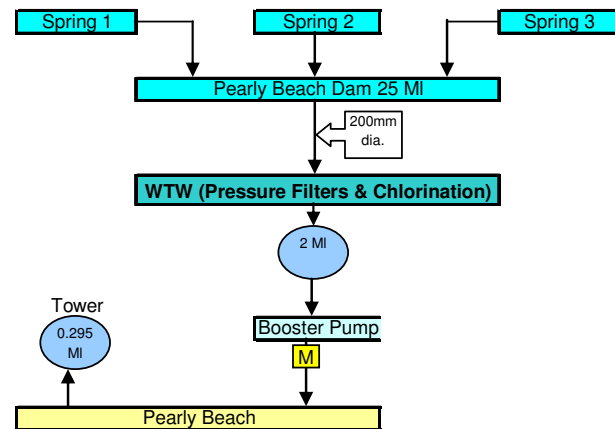 Spring 1
Spring 2
Spring 3
Pearly Beach Dam 25 Ml
200mm
dia.
WTW (Pressure Filters & Chlorination)
2 Ml
Tower
0.295
Ml
Booster Pump
M
Pearly Beach